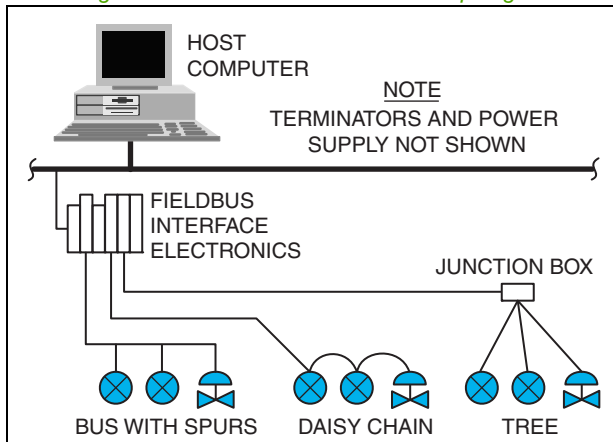 HOST
COMPUTER
NOTE
TERMINATORS AND POWER
SUPPLY NOT SHOWN
FIELDBUS
INTERFACE
ELECTRONICS
JUNCTION BOX
BUS WITH SPURS
DAISY CHAIN
TREE